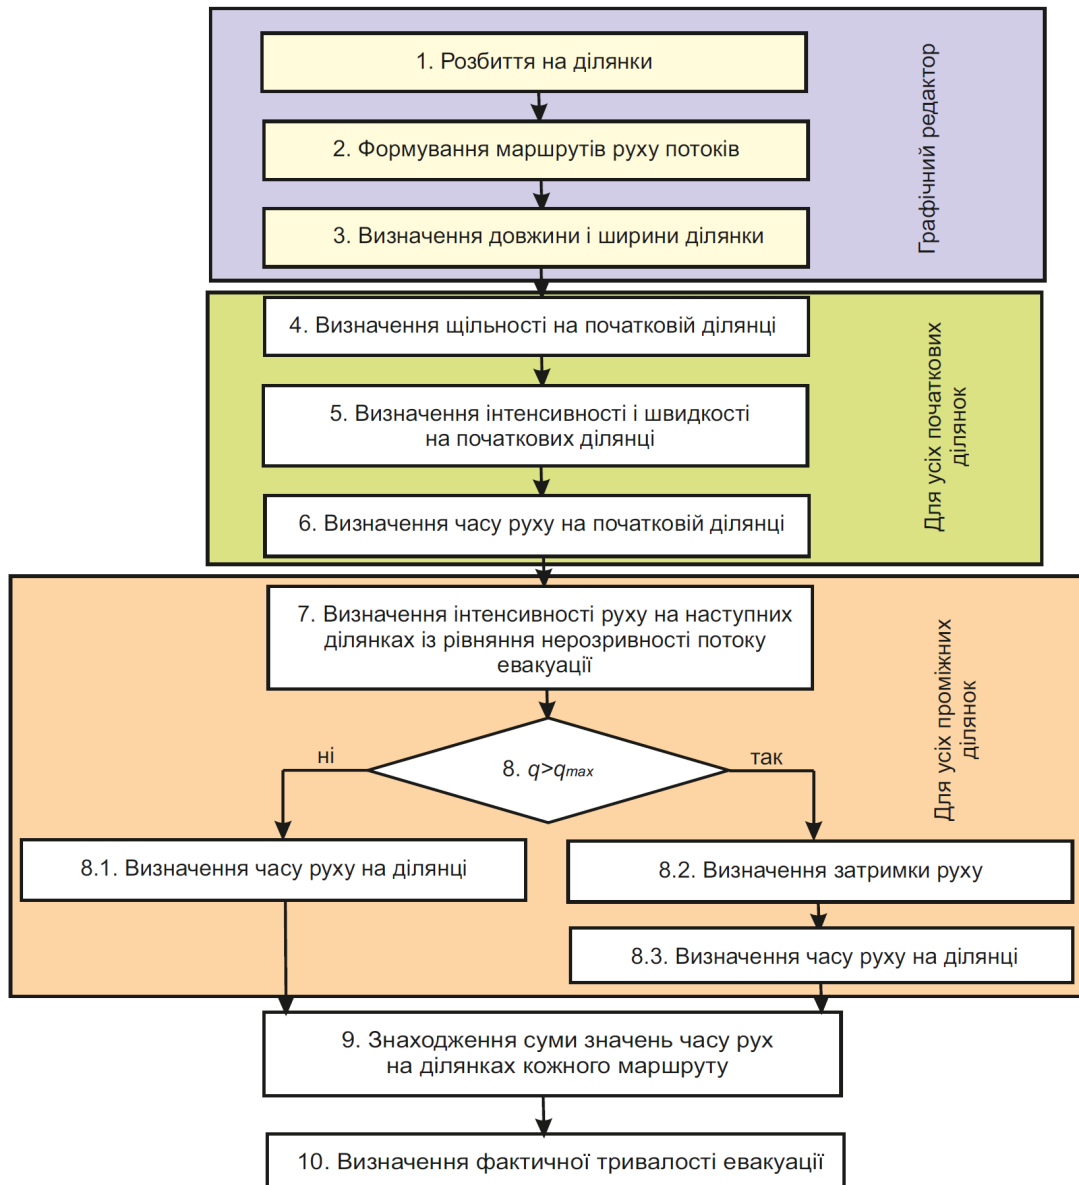 1. Розбиття на ділянки
2. Формування маршрутів руху потоків
3. Визначення довжини і ширини ділянки
Графічний редактор
4. Визначення щільності на початковій ділянці
5. Визначення інтенсивності і швидкості
на початкових ділянці
6. Визначення часу руху на початковій ділянці
Для усіх початкових
ділянок
7. Визначення інтенсивності руху на наступних
ділянках із рівняння нерозривності потоку
евакуації
8. q>qmax
ні
так
8.1. Визначення часу руху на ділянці
8.2. Визначення затримки руху
8.3. Визначення часу руху на ділянці
Для усіх проміжних
ділянок
9. Знаходження суми значень часу рух
на ділянках кожного маршруту
10. Визначення фактичної тривалості евакуації